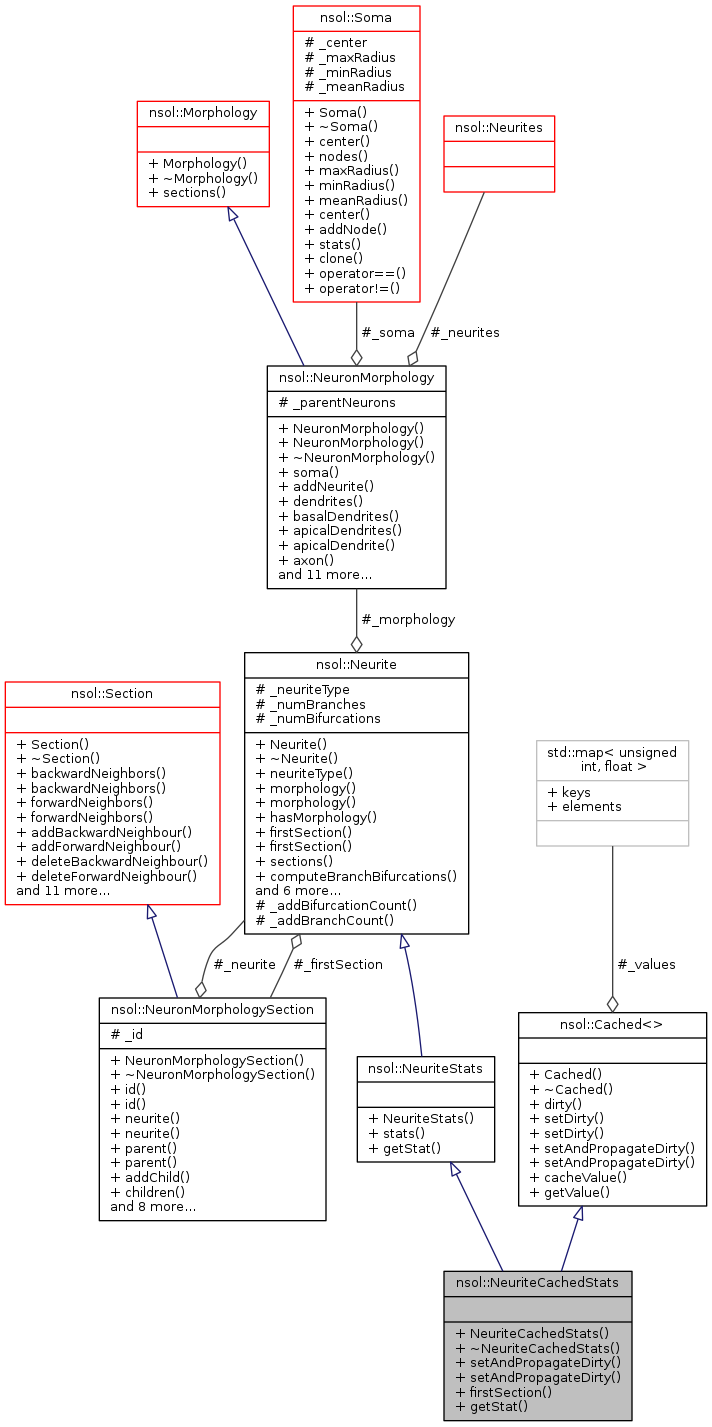 nsol::Soma
# _center
# _maxRadius
# _minRadius
# _meanRadius
+ Soma()
+ ~Soma()
+ center()
+ nodes()
+ maxRadius()
+ minRadius()
+ meanRadius()
+ center()
+ addNode()
+ stats()
+ clone()
+ operator==()
+ operator!=()
nsol::Morphology
+ Morphology()
+ ~Morphology()
+ sections()
nsol::Neurites
#_soma
#_neurites
nsol::NeuronMorphology
# _parentNeurons
+ NeuronMorphology()
+ NeuronMorphology()
+ ~NeuronMorphology()
+ soma()
+ addNeurite()
+ dendrites()
+ basalDendrites()
+ apicalDendrites()
+ apicalDendrite()
+ axon()
and 11 more...
#_morphology
nsol::Neurite
# _neuriteType
# _numBranches
# _numBifurcations
+ Neurite()
+ ~Neurite()
+ neuriteType()
+ morphology()
+ morphology()
+ hasMorphology()
+ firstSection()
+ firstSection()
+ sections()
+ computeBranchBifurcations()
and 6 more...
# _addBifurcationCount()
# _addBranchCount()
nsol::Section
+ Section()
+ ~Section()
+ backwardNeighbors()
+ backwardNeighbors()
+ forwardNeighbors()
+ forwardNeighbors()
+ addBackwardNeighbour()
+ addForwardNeighbour()
+ deleteBackwardNeighbour()
+ deleteForwardNeighbour()
and 11 more...
std::map< unsigned
int, float >
+ keys
+ elements
#_neurite
#_firstSection
#_values
nsol::NeuronMorphologySection
# _id
+ NeuronMorphologySection()
+ ~NeuronMorphologySection()
+ id()
+ id()
+ neurite()
+ neurite()
+ parent()
+ parent()
+ addChild()
+ children()
and 8 more...
nsol::NeuriteStats
+ NeuriteStats()
+ stats()
+ getStat()
nsol::Cached<>
+ Cached()
+ ~Cached()
+ dirty()
+ setDirty()
+ setDirty()
+ setAndPropagateDirty()
+ setAndPropagateDirty()
+ cacheValue()
+ getValue()
nsol::NeuriteCachedStats
+ NeuriteCachedStats()
+ ~NeuriteCachedStats()
+ setAndPropagateDirty()
+ setAndPropagateDirty()
+ firstSection()
+ getStat()